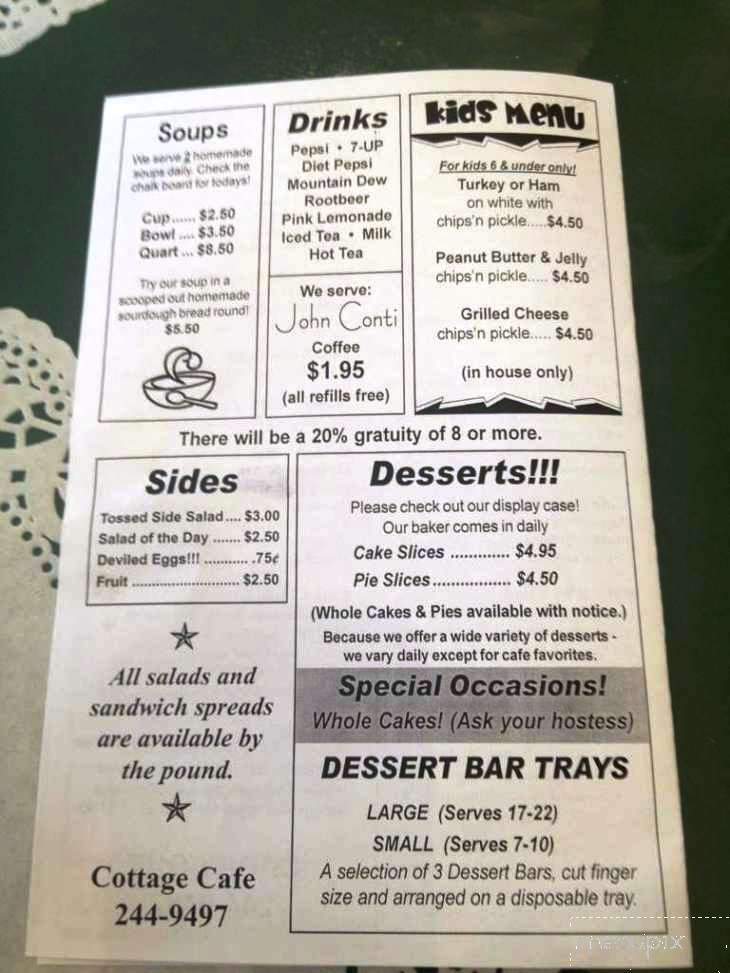 Soups
We serve 2 homemade
soups daily. Check the
chalk board for todays!
Cup...... $2.50
Bowl .... $3.50
Quart ... $8.50
Try our soup in a
scooped out homemade
sourdough bread round!
$5.50
Drinks
Pepsi • 7-UP
Diet Pepsi
Mountain Dew
Rootbeer
Pink Lemonade
Iced Tea • Milk
Hot Tea
We serve:
John Conti
Coffee
$1.95
(all refills free)
kids Menu
For kids 6 & under only!
Turkey or Ham
on white with
chips'n pickle.....$4.50
Peanut Butter & Jelly
chips'n pickle..... $4.50
Grilled Cheese
chips'n pickle..... $4.50
(in house only)
There will be a 20% gratuity of 8 or more.
Sides
Tossed Side Salad.... $3.00
Salad of the Day ....... $2.50
Deviled Eggs!!! ........... .75¢
Fruit ........................... $2.50
All salads and
sandwich spreads
are available by
the pound.
Cottage Cafe
244-9497
Desserts!!!
Please check out our display case!
Our baker comes in daily
Cake Slices ............. $4.95
Pie Slices................. $4.50
(Whole Cakes & Pies available with notice.)
Because we offer a wide variety of desserts -
we vary daily except for cafe favorites.
Special Occasions!
Whole Cakes! (Ask your hostess)
DESSERT BAR TRAYS
LARGE (Serves 17-22)
SMALL (Serves 7-10)
A selection of 3 Dessert Bars, cut finger
size and arranged on a disposable tray.
menupix